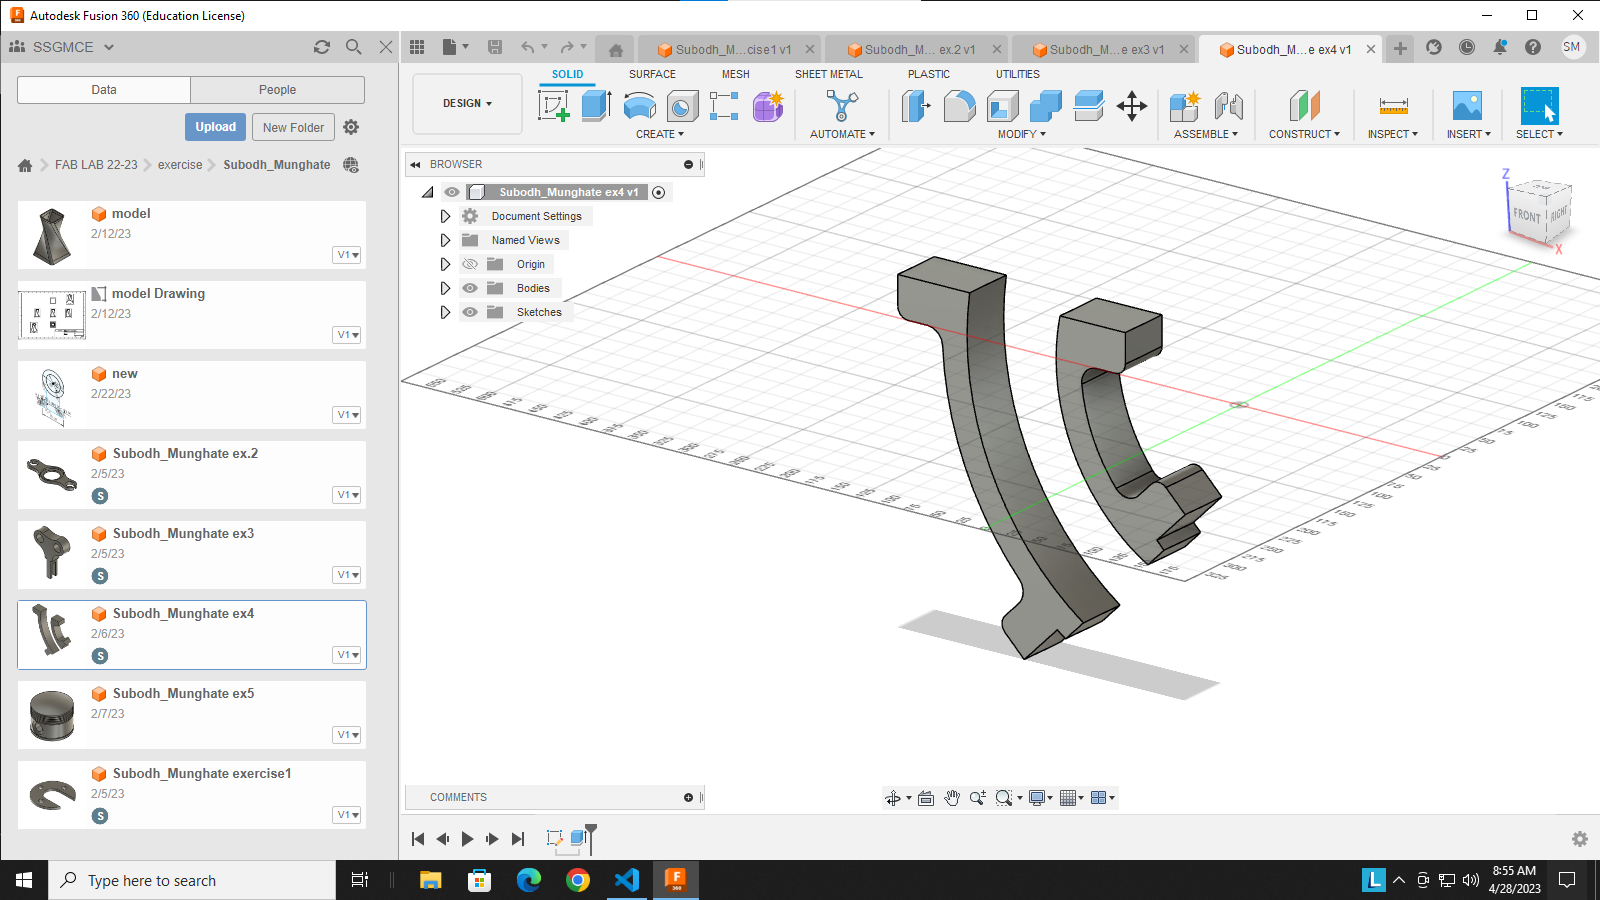 Autodesk Fusion 360 (Education License)
SSGMCE
Subodh_M...cise1 v1
Subodh_M... ex.2 v1
Subodh_M...e ex3 v1
Subodh_M...e ex4 v1
SM
Data
People
Upload
New Folder
FAB LAB 22-23
exercise
Subodh_Munghate
model
2/12/23
V1
model Drawing
2/12/23
V1
new
2/22/23
V1
Subodh_Munghate ex.2
2/5/23
S
V1
Subodh_Munghate ex3
2/5/23
S
V1
Subodh_Munghate ex4
2/6/23
S
V1
Subodh_Munghate ex5
2/7/23
V1
Subodh_Munghate exercise1
2/5/23
S
V1
DESIGN
SOLID
SURFACE
MESH
SHEET METAL
PLASTIC
UTILITIES
CREATE
AUTOMATE
MODIFY
ASSEMBLE
CONSTRUCT
INSPECT
INSERT
SELECT
BROWSER
Subodh_Munghate ex4 v1
Document Settings
Named Views
Origin
Bodies
Sketches
Z
FRONT
RIGHT
X
COMMENTS
Type here to search
F
360
L
8:55 AM
4/28/2023